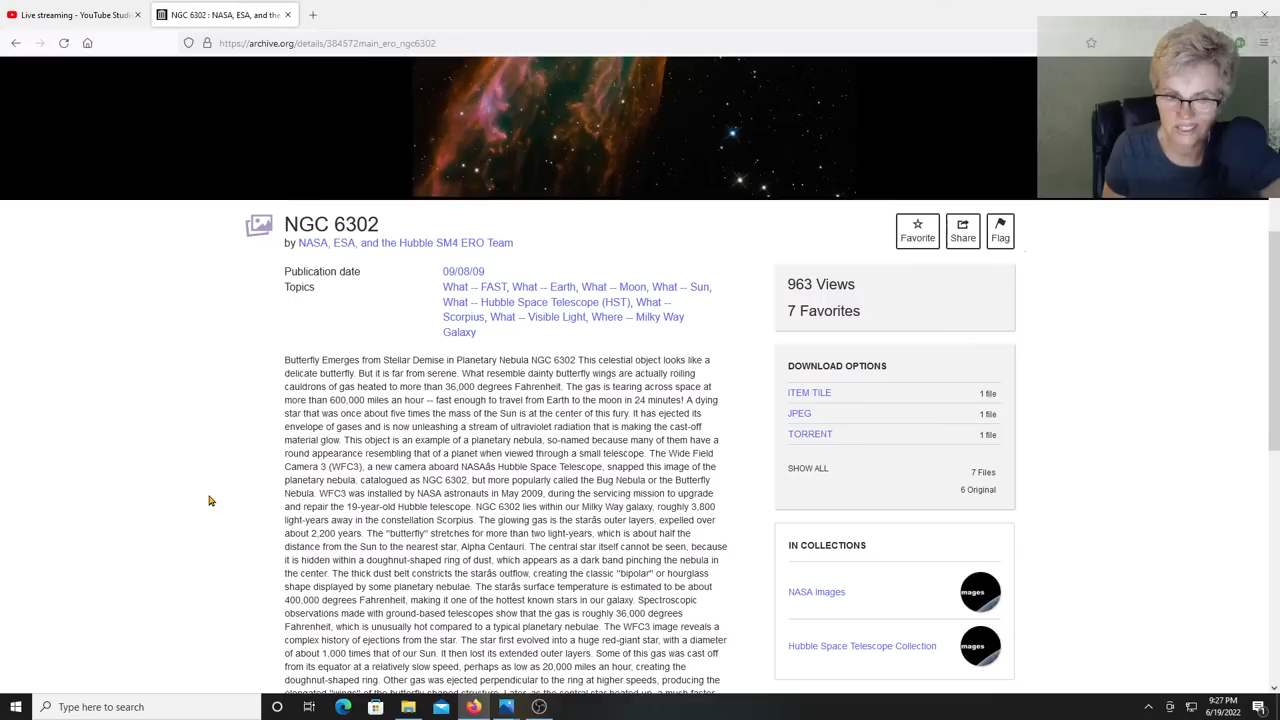 Live streaming - YouTube Studi
NGC 6302 : NASA, ESA, and the
https://archive.org/details/384572main_ero_ngc6302
NGC 6302
by NASA, ESA, and the Hubble SM4 ERO Team
Favorite
Share
Flag
Publication date 09/08/09
Topics What -- FAST, What -- Earth, What -- Moon, What -- Sun,
What -- Hubble Space Telescope (HST), What --
Scorpius, What -- Visible Light, Where -- Milky Way
Galaxy
Butterfly Emerges from Stellar Demise in Planetary Nebula NGC 6302 This celestial object looks like a
delicate butterfly. But it is far from serene. What resemble dainty butterfly wings are actually roiling
cauldrons of gas heated to more than 36,000 degrees Fahrenheit. The gas is tearing across space at
more than 600,000 miles an hour -- fast enough to travel from Earth to the moon in 24 minutes! A dying
star that was once about five times the mass of the Sun is at the center of this fury. It has ejected its
envelope of gases and is now unleashing a stream of ultraviolet radiation that is making the cast-off
material glow. This object is an example of a planetary nebula, so-named because many of them have a
round appearance resembling that of a planet when viewed through a small telescope. The Wide Field
Camera 3 (WFC3), a new camera aboard NASAâs Hubble Space Telescope, snapped this image of the
planetary nebula, catalogued as NGC 6302, but more popularly called the Bug Nebula or the Butterfly
Nebula. WFC3 was installed by NASA astronauts in May 2009, during the servicing mission to upgrade
and repair the 19-year-old Hubble telescope. NGC 6302 lies within our Milky Way galaxy, roughly 3,800
light-years away in the constellation Scorpius. The glowing gas is the starâs outer layers, expelled over
about 2,200 years. The "butterfly" stretches for more than two light-years, which is about half the
distance from the Sun to the nearest star, Alpha Centauri. The central star itself cannot be seen, because
it is hidden within a doughnut-shaped ring of dust, which appears as a dark band pinching the nebula in
the center. The thick dust belt constricts the starâs outflow, creating the classic "bipolar" or hourglass
shape displayed by some planetary nebulae. The starâs surface temperature is estimated to be about
400,000 degrees Fahrenheit, making it one of the hottest known stars in our galaxy. Spectroscopic
observations made with ground-based telescopes show that the gas is roughly 36,000 degrees
Fahrenheit, which is unusually hot compared to a typical planetary nebulae. The WFC3 image reveals a
complex history of ejections from the star. The star first evolved into a huge red-giant star, with a diameter
of about 1,000 times that of our Sun. It then lost its extended outer layers. Some of this gas was cast off
from its equator at a relatively slow speed, perhaps as low as 20,000 miles an hour, creating the
doughnut-shaped ring. Other gas was ejected perpendicular to the ring at higher speeds, producing the
elongated "wings" of the butterfly-shaped structure. Later, as the central star heated up, a much faster
963 Views
7 Favorites
DOWNLOAD OPTIONS
ITEM TILE 1 file
JPEG 1 file
TORRENT 1 file
SHOW ALL 7 Files
6 Original
IN COLLECTIONS
NASA Images
images
Hubble Space Telescope Collection
images
Type here to search
9:27 PM
6/19/2022